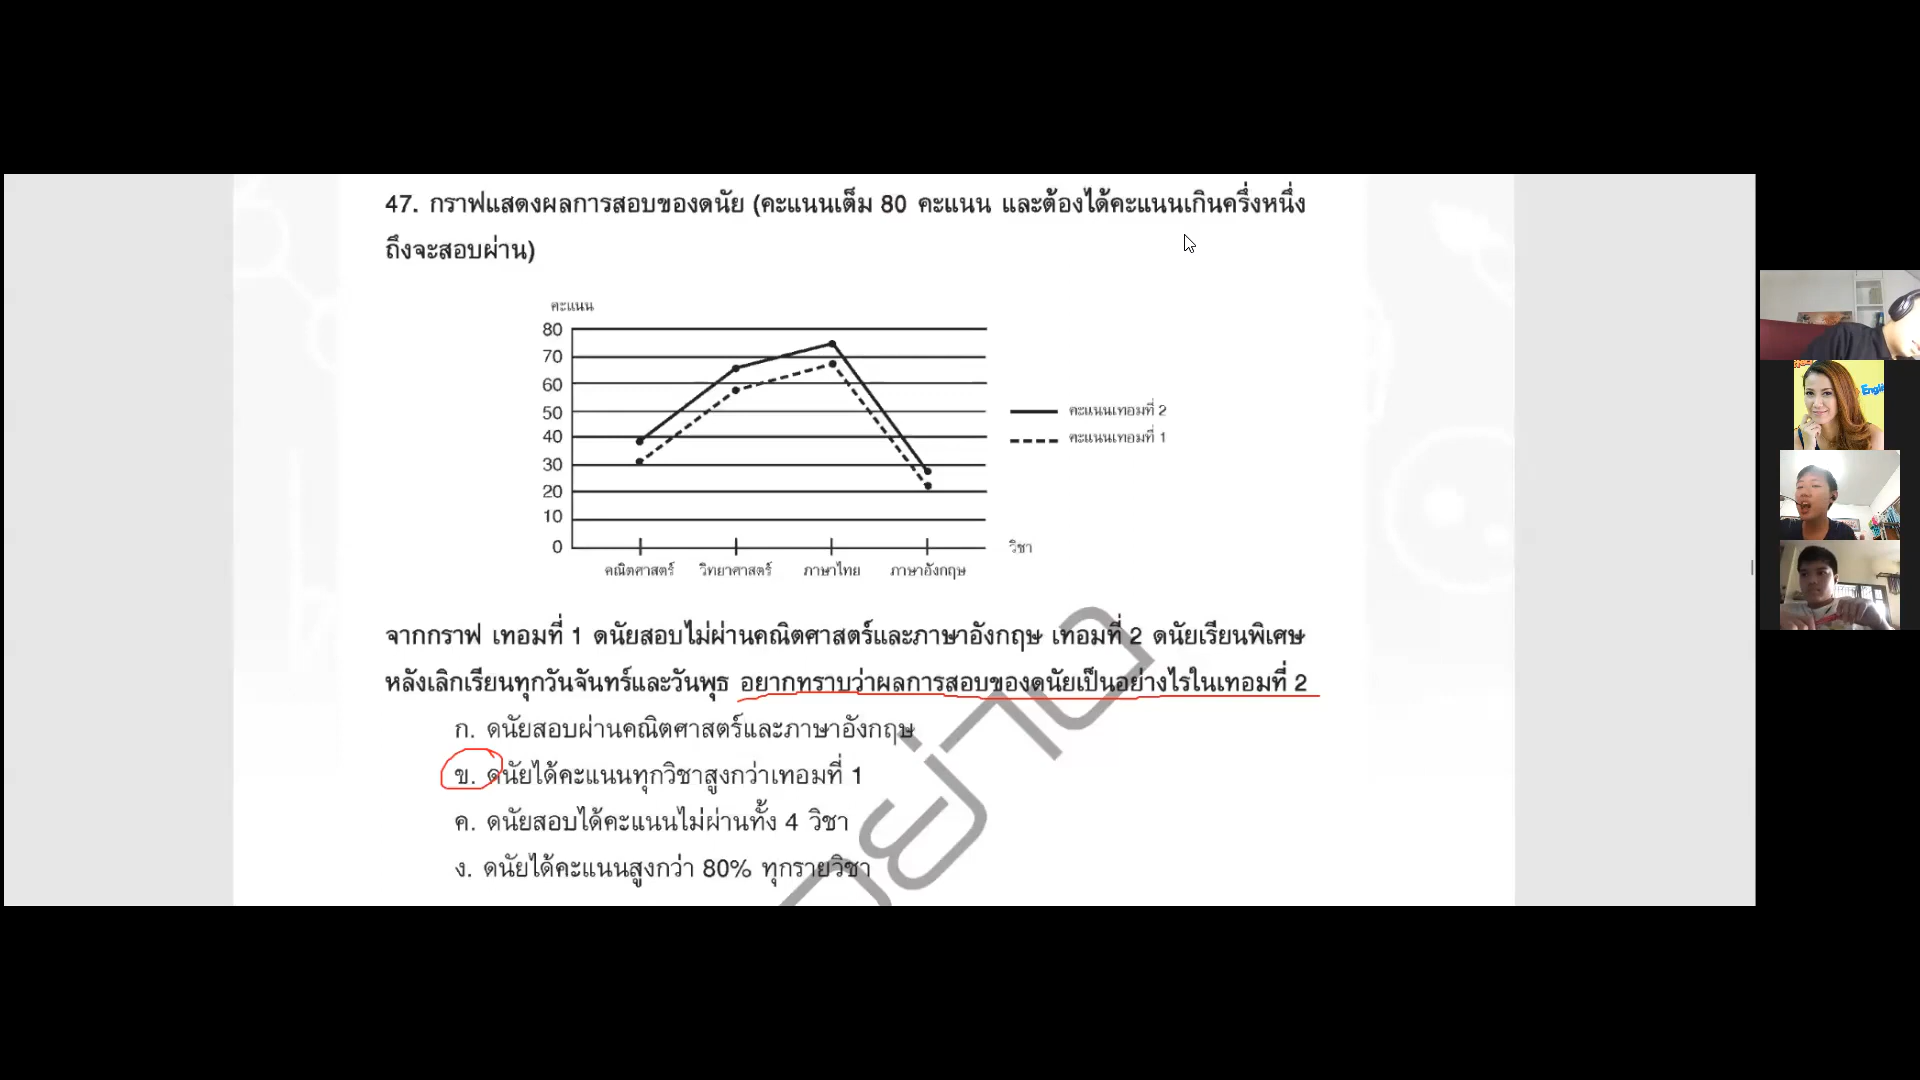 47. กราฟแสดงผลการสอบของดนัย (คะแนนเต็ม 80 คะแนน และต้องได้คะแนนเกินครึ่งหนึ่ง
ถึงจะสอบผ่าน)
คะแนน
80
70
60
50
40
30
20
10
0
คะแนนเทอมที่ 2
คะแนนเทอมที่ 1
วิชา
คณิตศาสตร์ วิทยาศาสตร์ ภาษาไทย ภาษาอังกฤษ
จากกราฟ เทอมที่ 1 ดนัยสอบไม่ผ่านคณิตศาสตร์และภาษาอังกฤษ เทอมที่ 2 ดนัยเรียนพิเศษ
หลังเลิกเรียนทุกวันจันทร์และวันพุธ อยากทราบว่าผลการสอบของดนัยเป็นอย่างไรในเทอมที่ 2
ก. ดนัยสอบผ่านคณิตศาสตร์และภาษาอังกฤษ
ข. ดนัยได้คะแนนทุกวิชาสูงกว่าเทอมที่ 1
ค. ดนัยสอบได้คะแนนไม่ผ่านทั้ง 4 วิชา
ง. ดนัยได้คะแนนสูงกว่า 80% ทุกรายวิชา